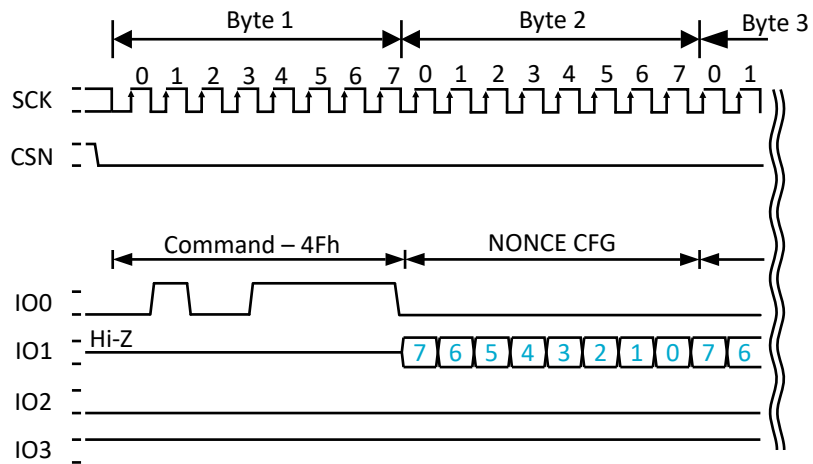 Byte 1 Byte 2 Byte 3
0 1 2 3 4 5 6 7 0 1 2 3 4 5 6 7 0 1
SCK
CSN
Command – 4Fh NONCE CFG
IO0
Hi-Z
IO1 7 6 5 4 3 2 1 0 7 6
IO2
IO3